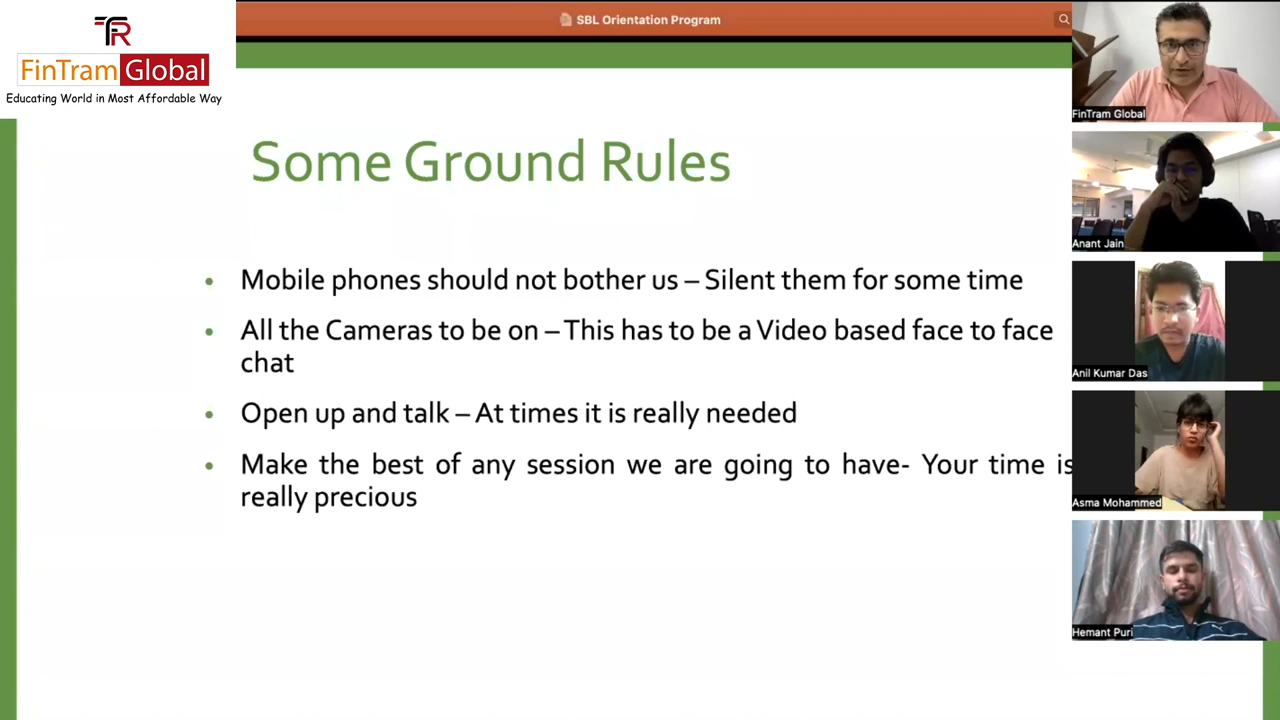 TR
FinTram Global
Educating World in Most Affordable Way
SBL Orientation Program
Some Ground Rules
• Mobile phones should not bother us – Silent them for some time
• All the Cameras to be on – This has to be a Video based face to face
chat
• Open up and talk – At times it is really needed
• Make the best of any session we are going to have- Your time is
really precious
FinTram Global
Anant Jain
Anil Kumar Das
Asma Mohammed
Hemant Puri